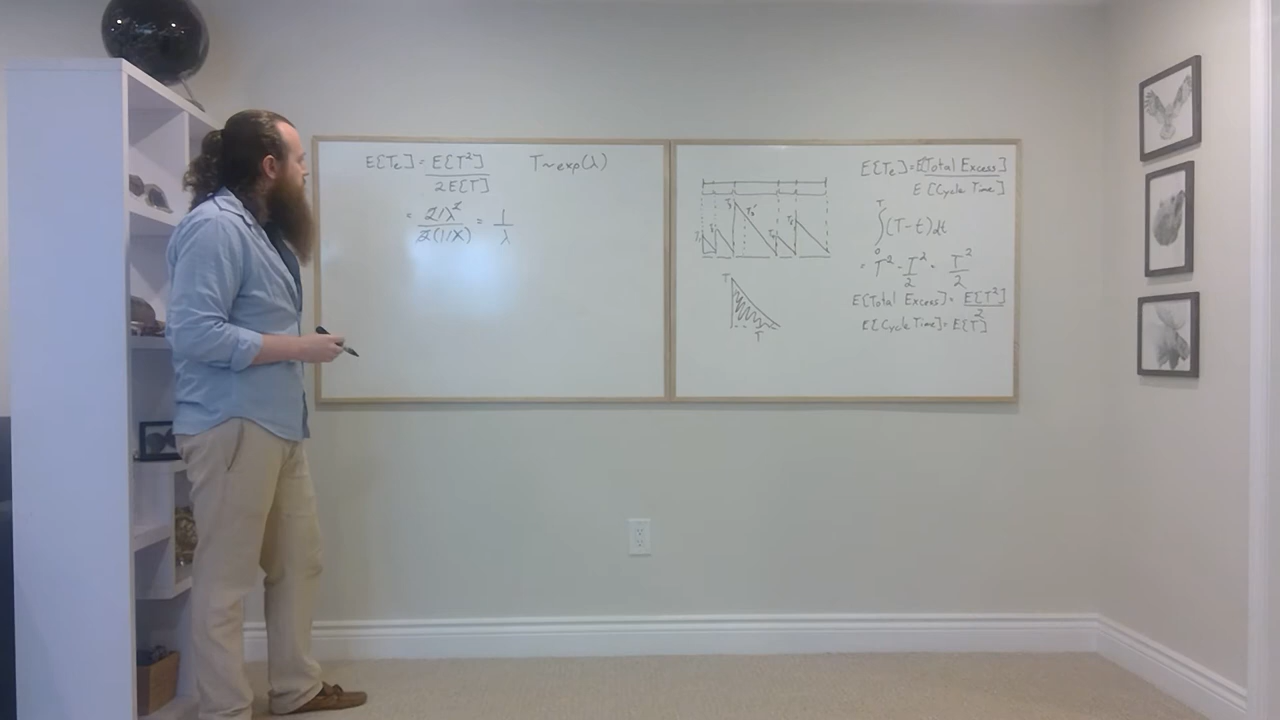 E[Te] = E[T²] / 2E[T]    T~exp(λ)
= 2/λ² / 2(1/λ) = 1/λ
E[Te] = E[Total Excess] / E[Cycle Time]
∫₀ᵀ (T-t)dt
= T² - T²/2 = T²/2
E[Total Excess] = E[T²]/2
E[Cycle Time] = E[T]
T
T